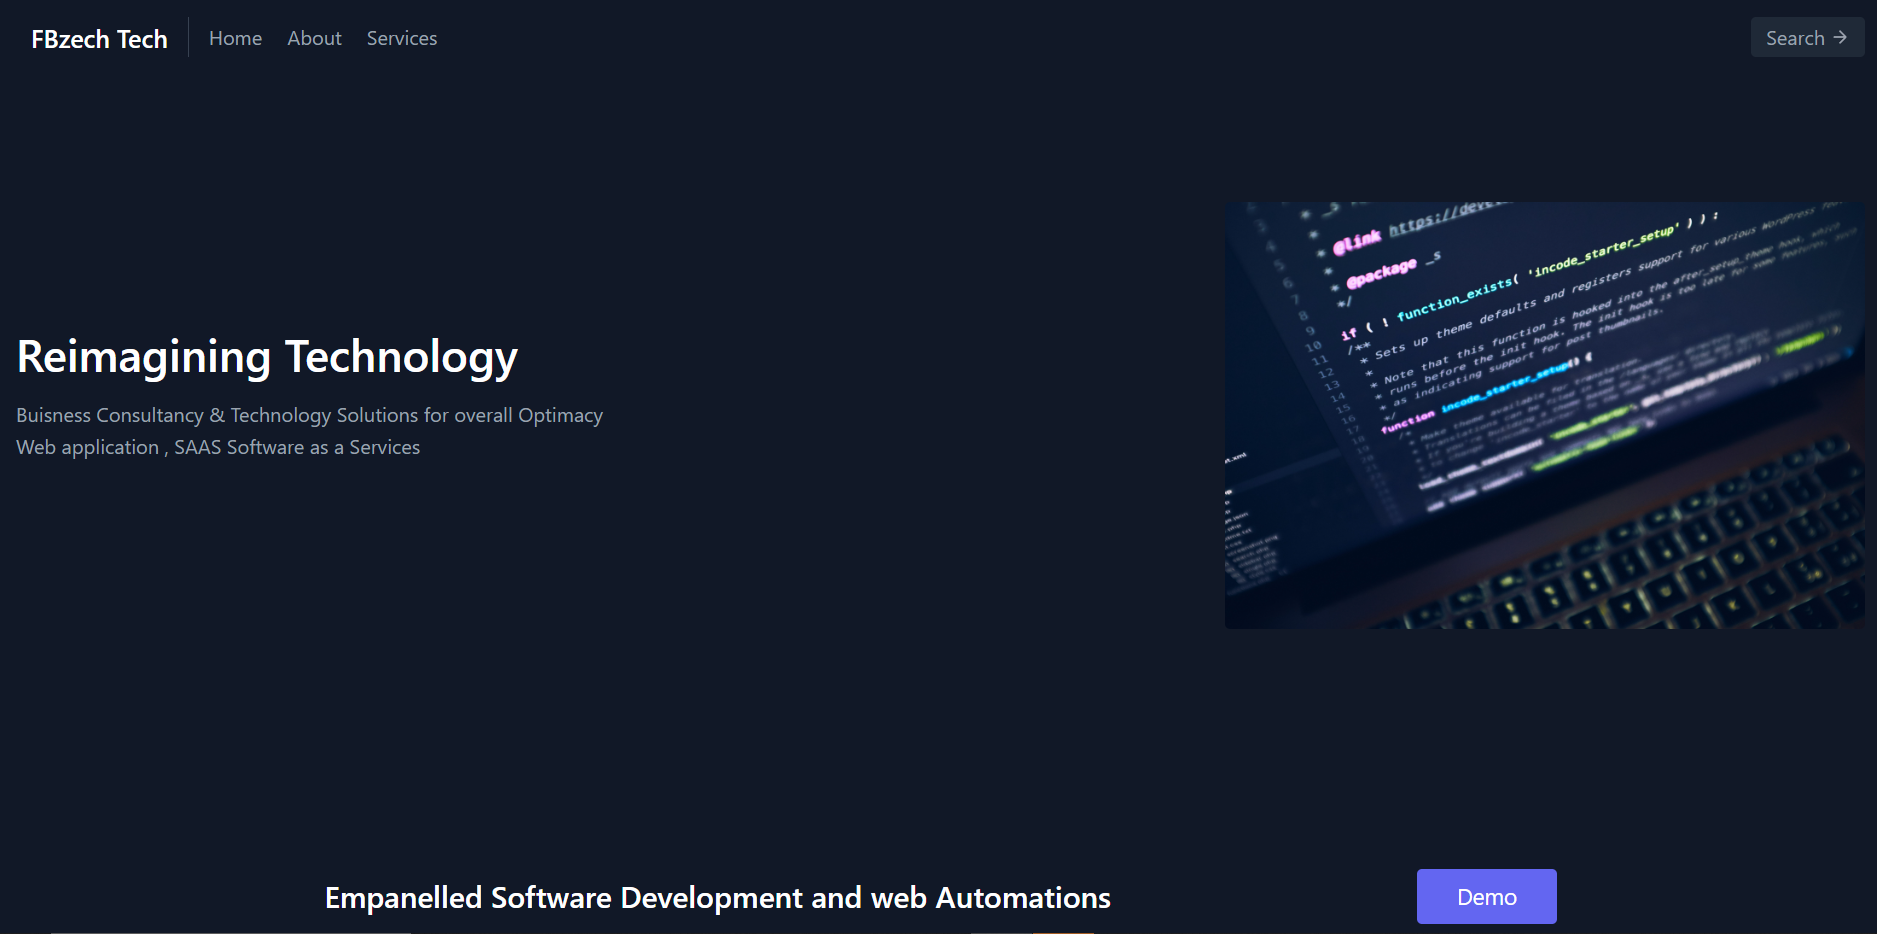 FBzech Tech
Home
About
Services
Search →
Reimagining Technology
Buisness Consultancy & Technology Solutions for overall Optimacy
Web application , SAAS Software as a Services
* @link https://
* @package _s
*/
if ( ! function_exists( 'incode_starter_setup' ) ) :
/**
* Sets up theme defaults and registers support for various WordPress
* Note that this function is hooked into the after_setup_theme hook, which
* runs before the init hook. The init hook is too late for some features, such
* as indicating support for post thumbnails.
*/
function incode_starter_setup() {
Empanelled Software Development and web Automations
Demo